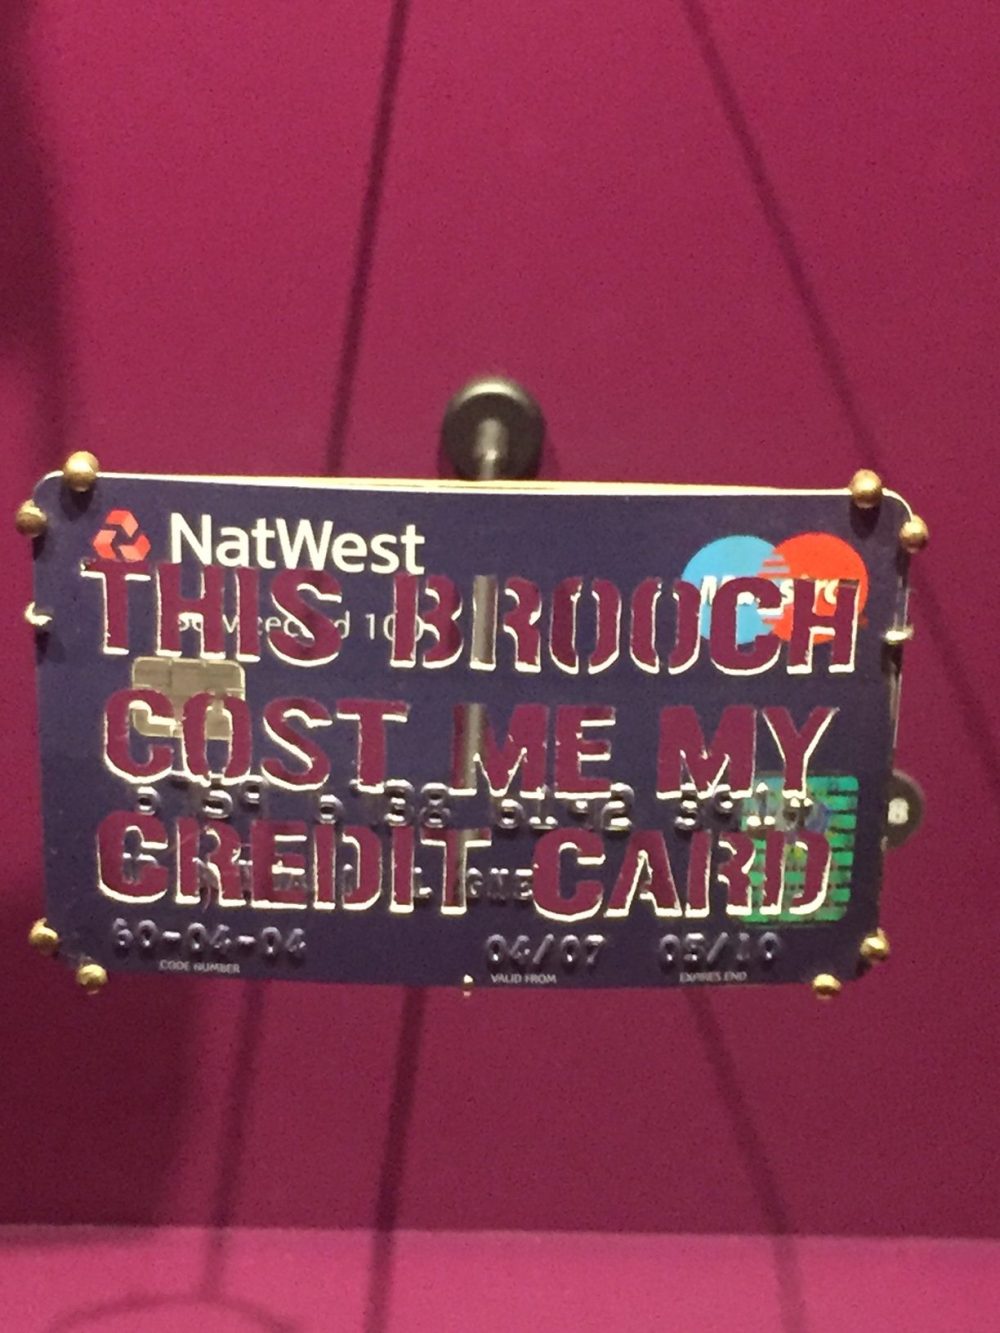 NatWest
THIS BROOCH
COST ME MY
CREDIT CARD
60-04-04 04/07 05/10
CODE NUMBER VALID FROM EXPIRES END